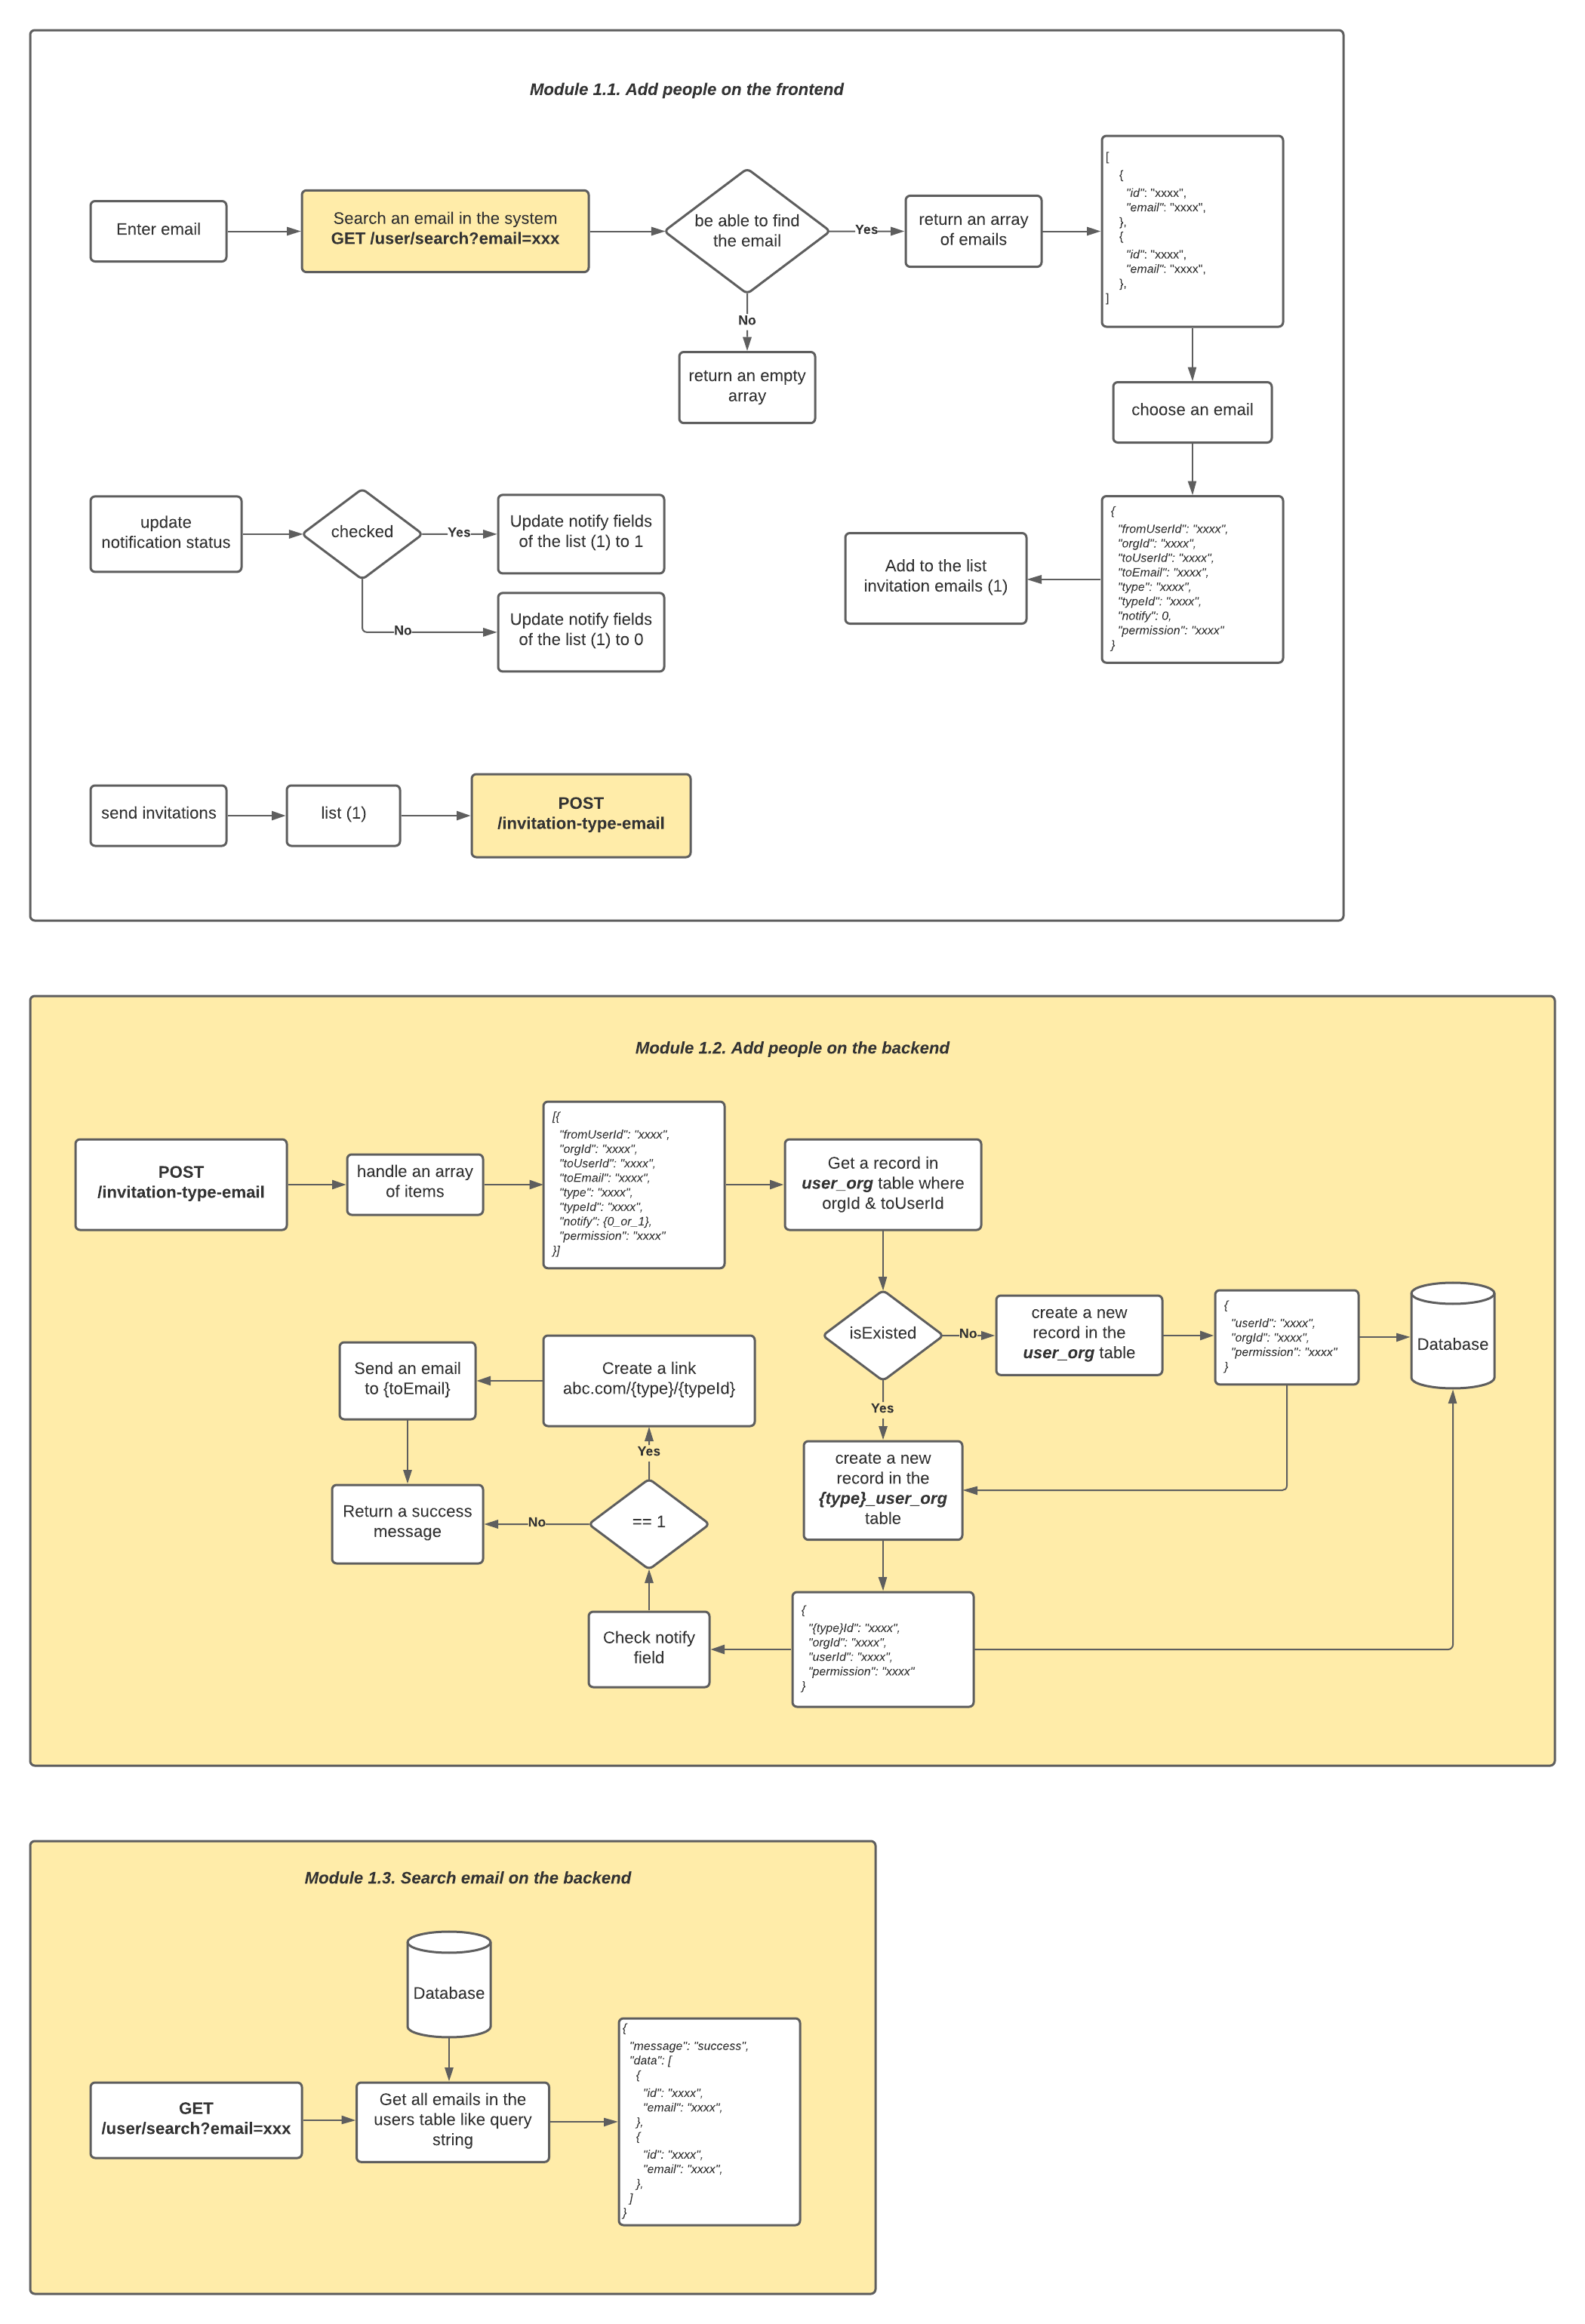 Module 1.1. Add people on the frontend
Enter email
Search an email in the system
GET /user/search?email=xxx
be able to find
the email
Yes
return an array
of emails
[
{
"id": "xxxx",
"email": "xxxx",
},
{
"id": "xxxx",
"email": "xxxx",
},
]
No
return an empty
array
choose an email
{
"fromUserId": "xxxx",
"orgId": "xxxx",
"toUserId": "xxxx",
"toEmail": "xxxx",
"type": "xxxx",
"typeId": "xxxx",
"notify": 0,
"permission": "xxxx"
}
Add to the list
invitation emails (1)
update
notification status
checked
Yes
Update notify fields
of the list (1) to 1
No
Update notify fields
of the list (1) to 0
send invitations
list (1)
POST
/invitation-type-email
Module 1.2. Add people on the backend
POST
/invitation-type-email
handle an array
of items
[{
"fromUserId": "xxxx",
"orgId": "xxxx",
"toUserId": "xxxx",
"toEmail": "xxxx",
"type": "xxxx",
"typeId": "xxxx",
"notify": {0_or_1},
"permission": "xxxx"
}]
Get a record in
user_org table where
orgId & toUserId
isExisted
No
create a new
record in the
user_org table
{
"userId": "xxxx",
"orgId": "xxxx",
"permission": "xxxx"
}
Database
Yes
create a new
record in the
{type}_user_org
table
{
"{type}Id": "xxxx",
"orgId": "xxxx",
"userId": "xxxx",
"permission": "xxxx"
}
Check notify
field
== 1
Yes
Create a link
abc.com/{type}/{typeId}
Send an email
to {toEmail}
No
Return a success
message
Module 1.3. Search email on the backend
Database
GET
/user/search?email=xxx
Get all emails in the
users table like query
string
{
"message": "success",
"data": [
{
"id": "xxxx",
"email": "xxxx",
},
{
"id": "xxxx",
"email": "xxxx",
},
]
}